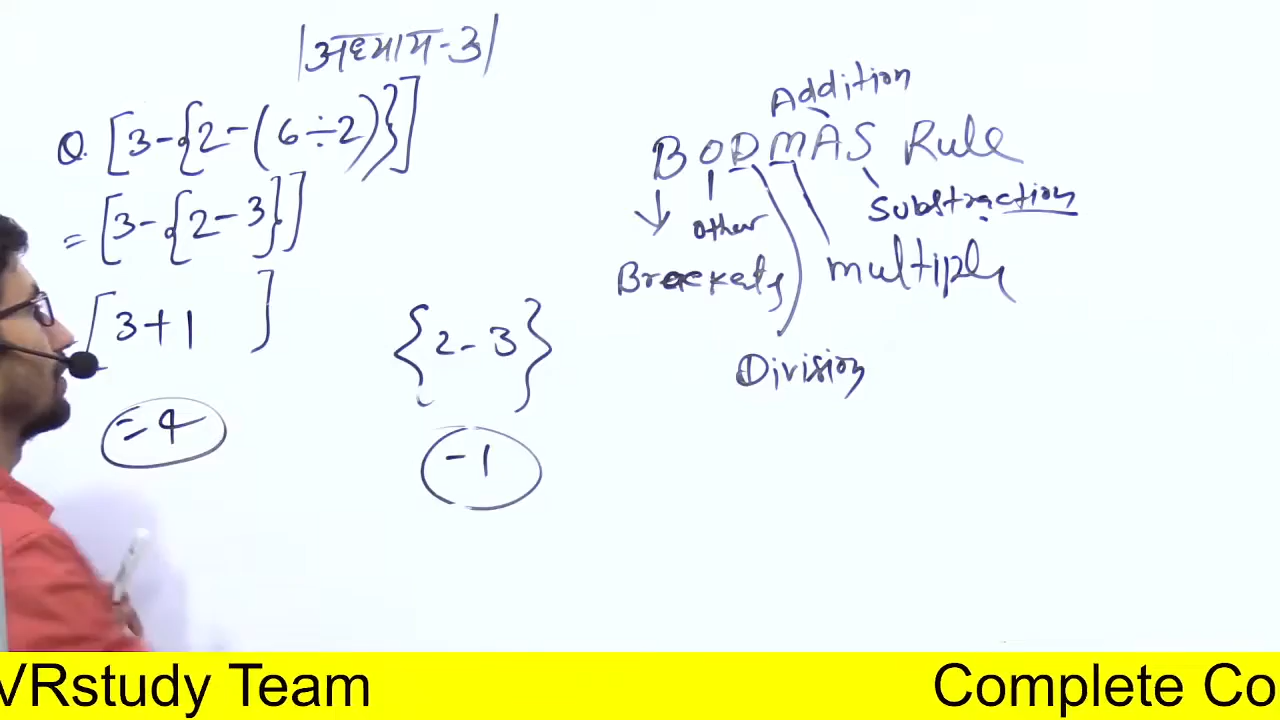 |अध्याय-3|
Q. [3-{2-(6÷2)}]
= [3-{2-3}]
[3+1 ]
=4
{2-3}
-1
Addition
BODMAS Rule
Substraction
Other
Brackets
multiple
Division
VRstudy Team
Complete Co